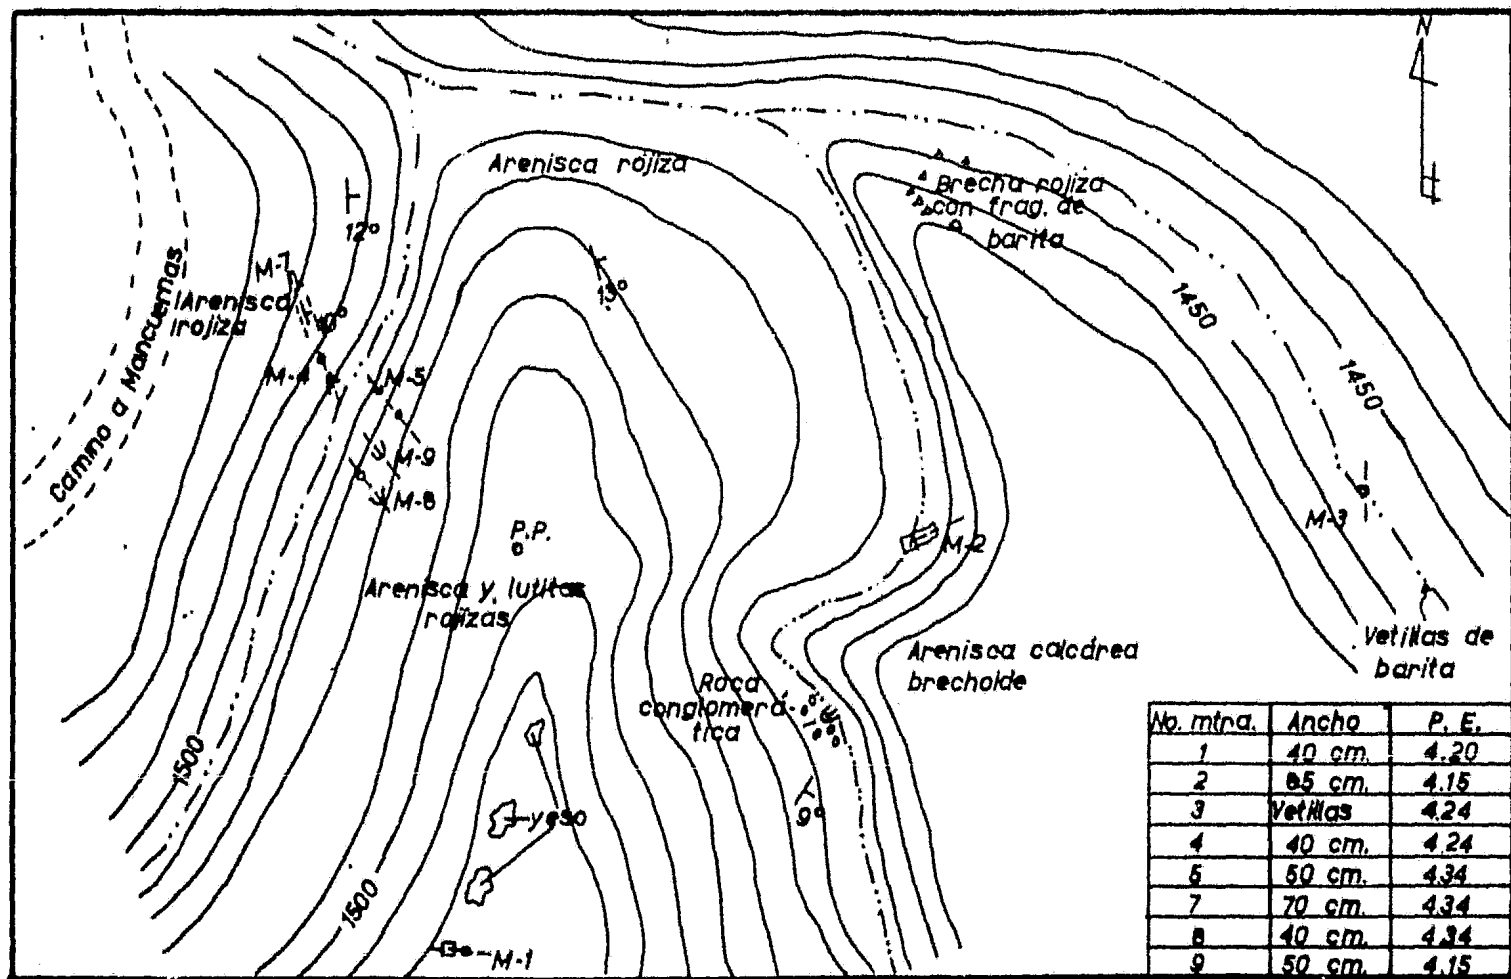 N
Arenisca rojiza
Brecha rojiza
con frag. de
barita
12°
M-7
Arenisca
rojiza
10°
13°
1450
1450
Camino a Mancuernas
M-4
M-5
M-9
M-8
M-3
M-2
P.P.
Arenisca y lutitas
rojizas
Arenisca calcárea
brechoide
Vetillas de
barita
Roca
conglomerá-
tica
1500
9°
yeso
1500
M-1
No. mtra. Ancho P. E.
1 40 cm. 4.20
2 65 cm. 4.15
3 Vetillas 4.24
4 40 cm. 4.24
5 50 cm. 4.34
7 70 cm. 4.34
8 40 cm. 4.34
9 50 cm. 4.15